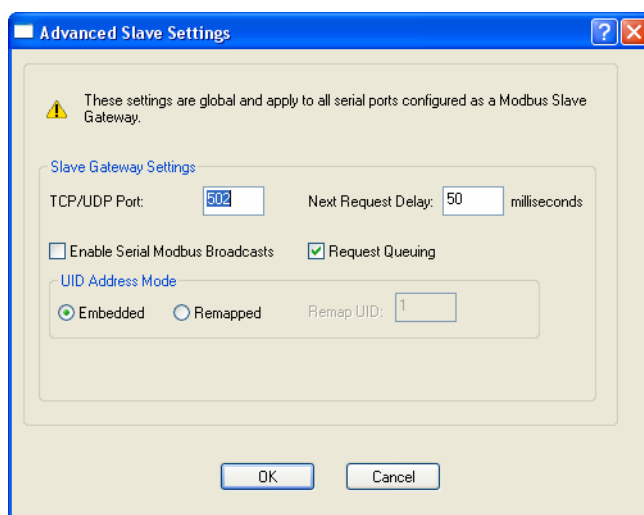 Advanced Slave Settings
These settings are global and apply to all serial ports configured as a Modbus Slave
Gateway.
Slave Gateway Settings
TCP/UDP Port: 502 Next Request Delay: 50 milliseconds
Enable Serial Modbus Broadcasts Request Queuing
UID Address Mode
Embedded Remapped Remap UID: 1
OK Cancel